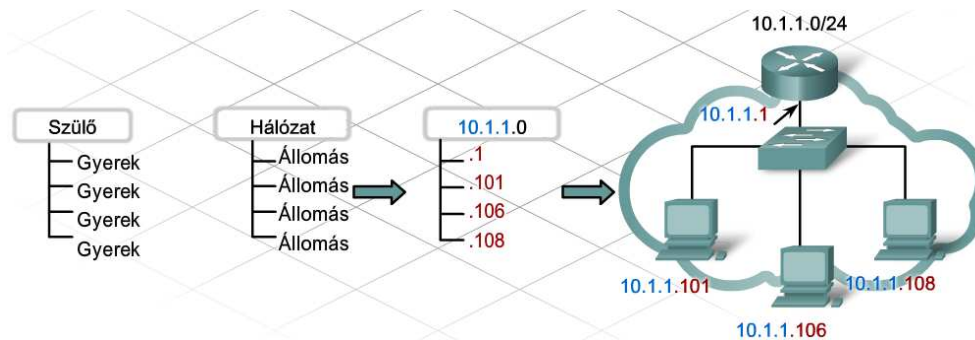 Szülő
Gyerek
Gyerek
Gyerek
Gyerek
Hálózat
Állomás
Állomás
Állomás
Állomás
10.1.1.0
.1
.101
.106
.108
10.1.1.0/24
10.1.1.1
10.1.1.101
10.1.1.106
10.1.1.108